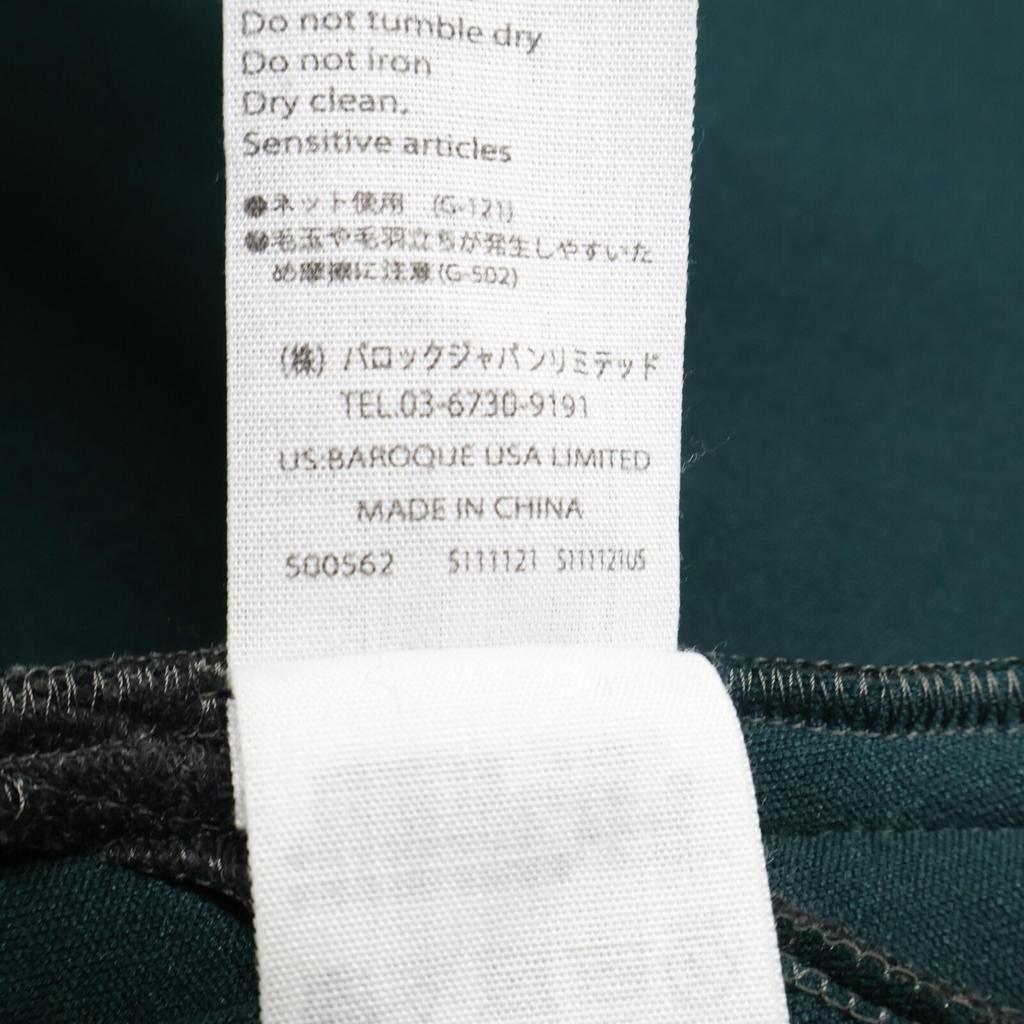 Do not tumble dry
Do not iron
Dry clean.
Sensitive articles
●ネット使用 (G-121)
●毛玉や毛羽立ちが発生しやすいた
め摩擦に注意(G-502)
(株) バロックジャパンリミテッド
TEL.03-6730-9191
US:BAROQUE USA LIMITED
MADE IN CHINA
500562 5111121 5111121US